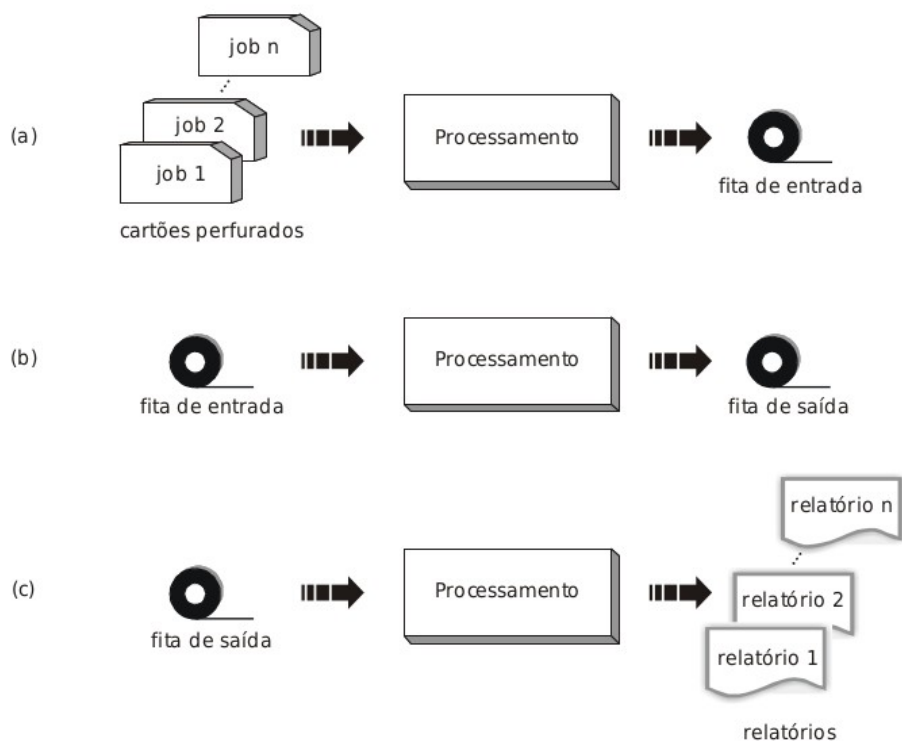 job n
job 2
job 1
(a)
Processamento
cartões perfurados
fita de entrada
(b)
Processamento
fita de entrada
fita de saída
(c)
Processamento
fita de saída
relatório n
relatório 2
relatório 1
relatórios